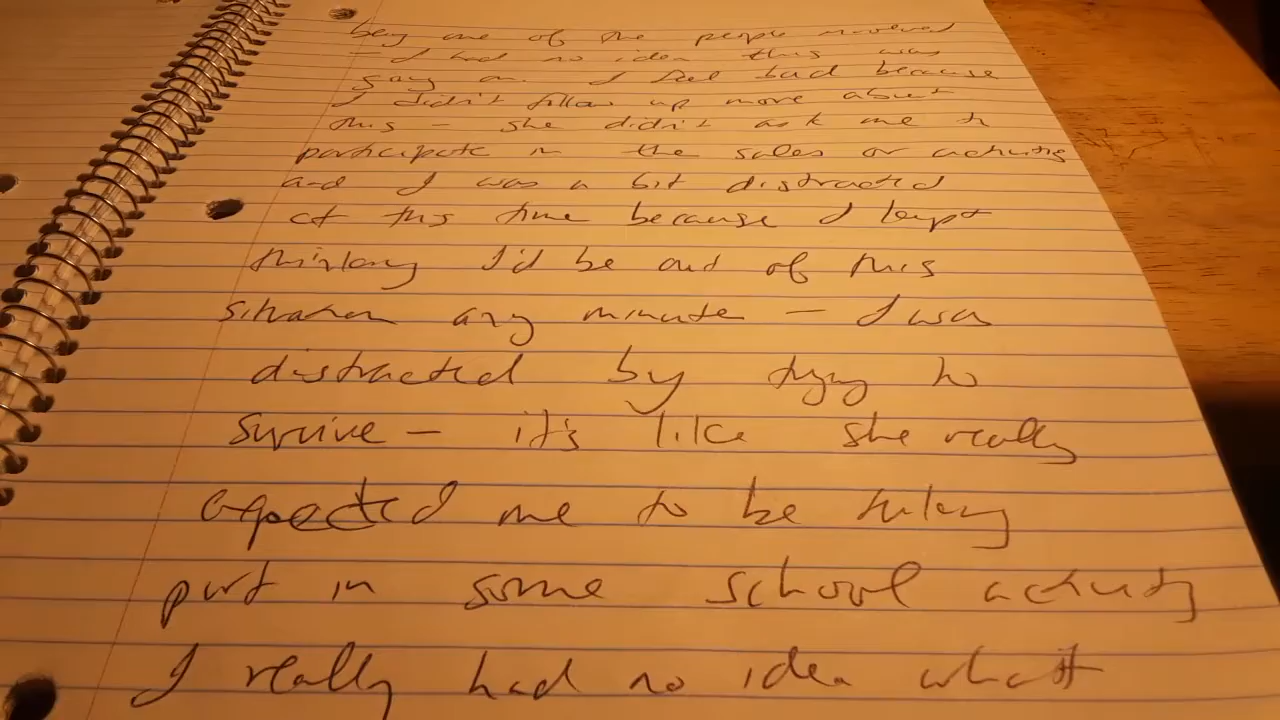 being one of the people involved
- I had no idea this was
going on. I feel bad because
I didn't follow up more about
this - she didn't ask me to
participate in the sales or activities
and I was a bit distracted
at this time because I kept
thinking I'd be out of this
situation any minute - I was
distracted by trying to
survive - it's like she really
expected me to be taking
part in some school activity
I really had no idea what